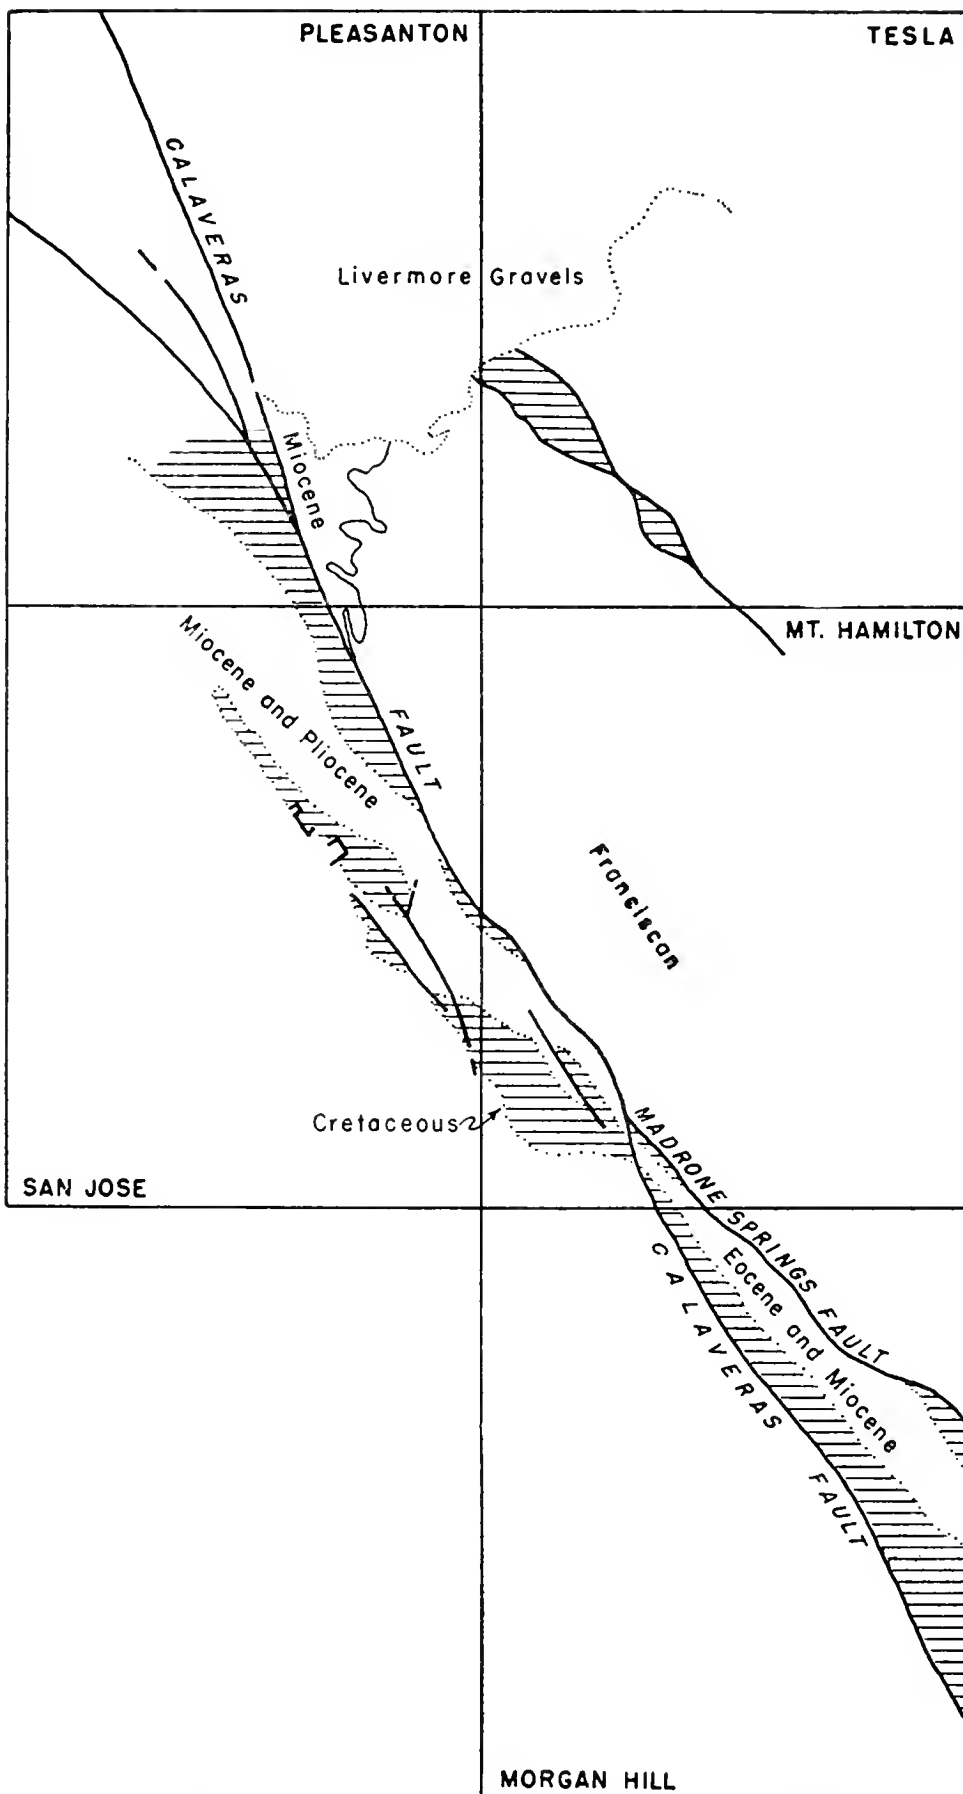 PLEASANTON
TESLA
CALAVERAS
Livermore Gravels
Miocene
MT. HAMILTON
Miocene and Pliocene
FAULT
Franciscan
Cretaceous
MADRONE SPRINGS FAULT
SAN JOSE
CALAVERAS FAULT
Eocene and Miocene
MORGAN HILL